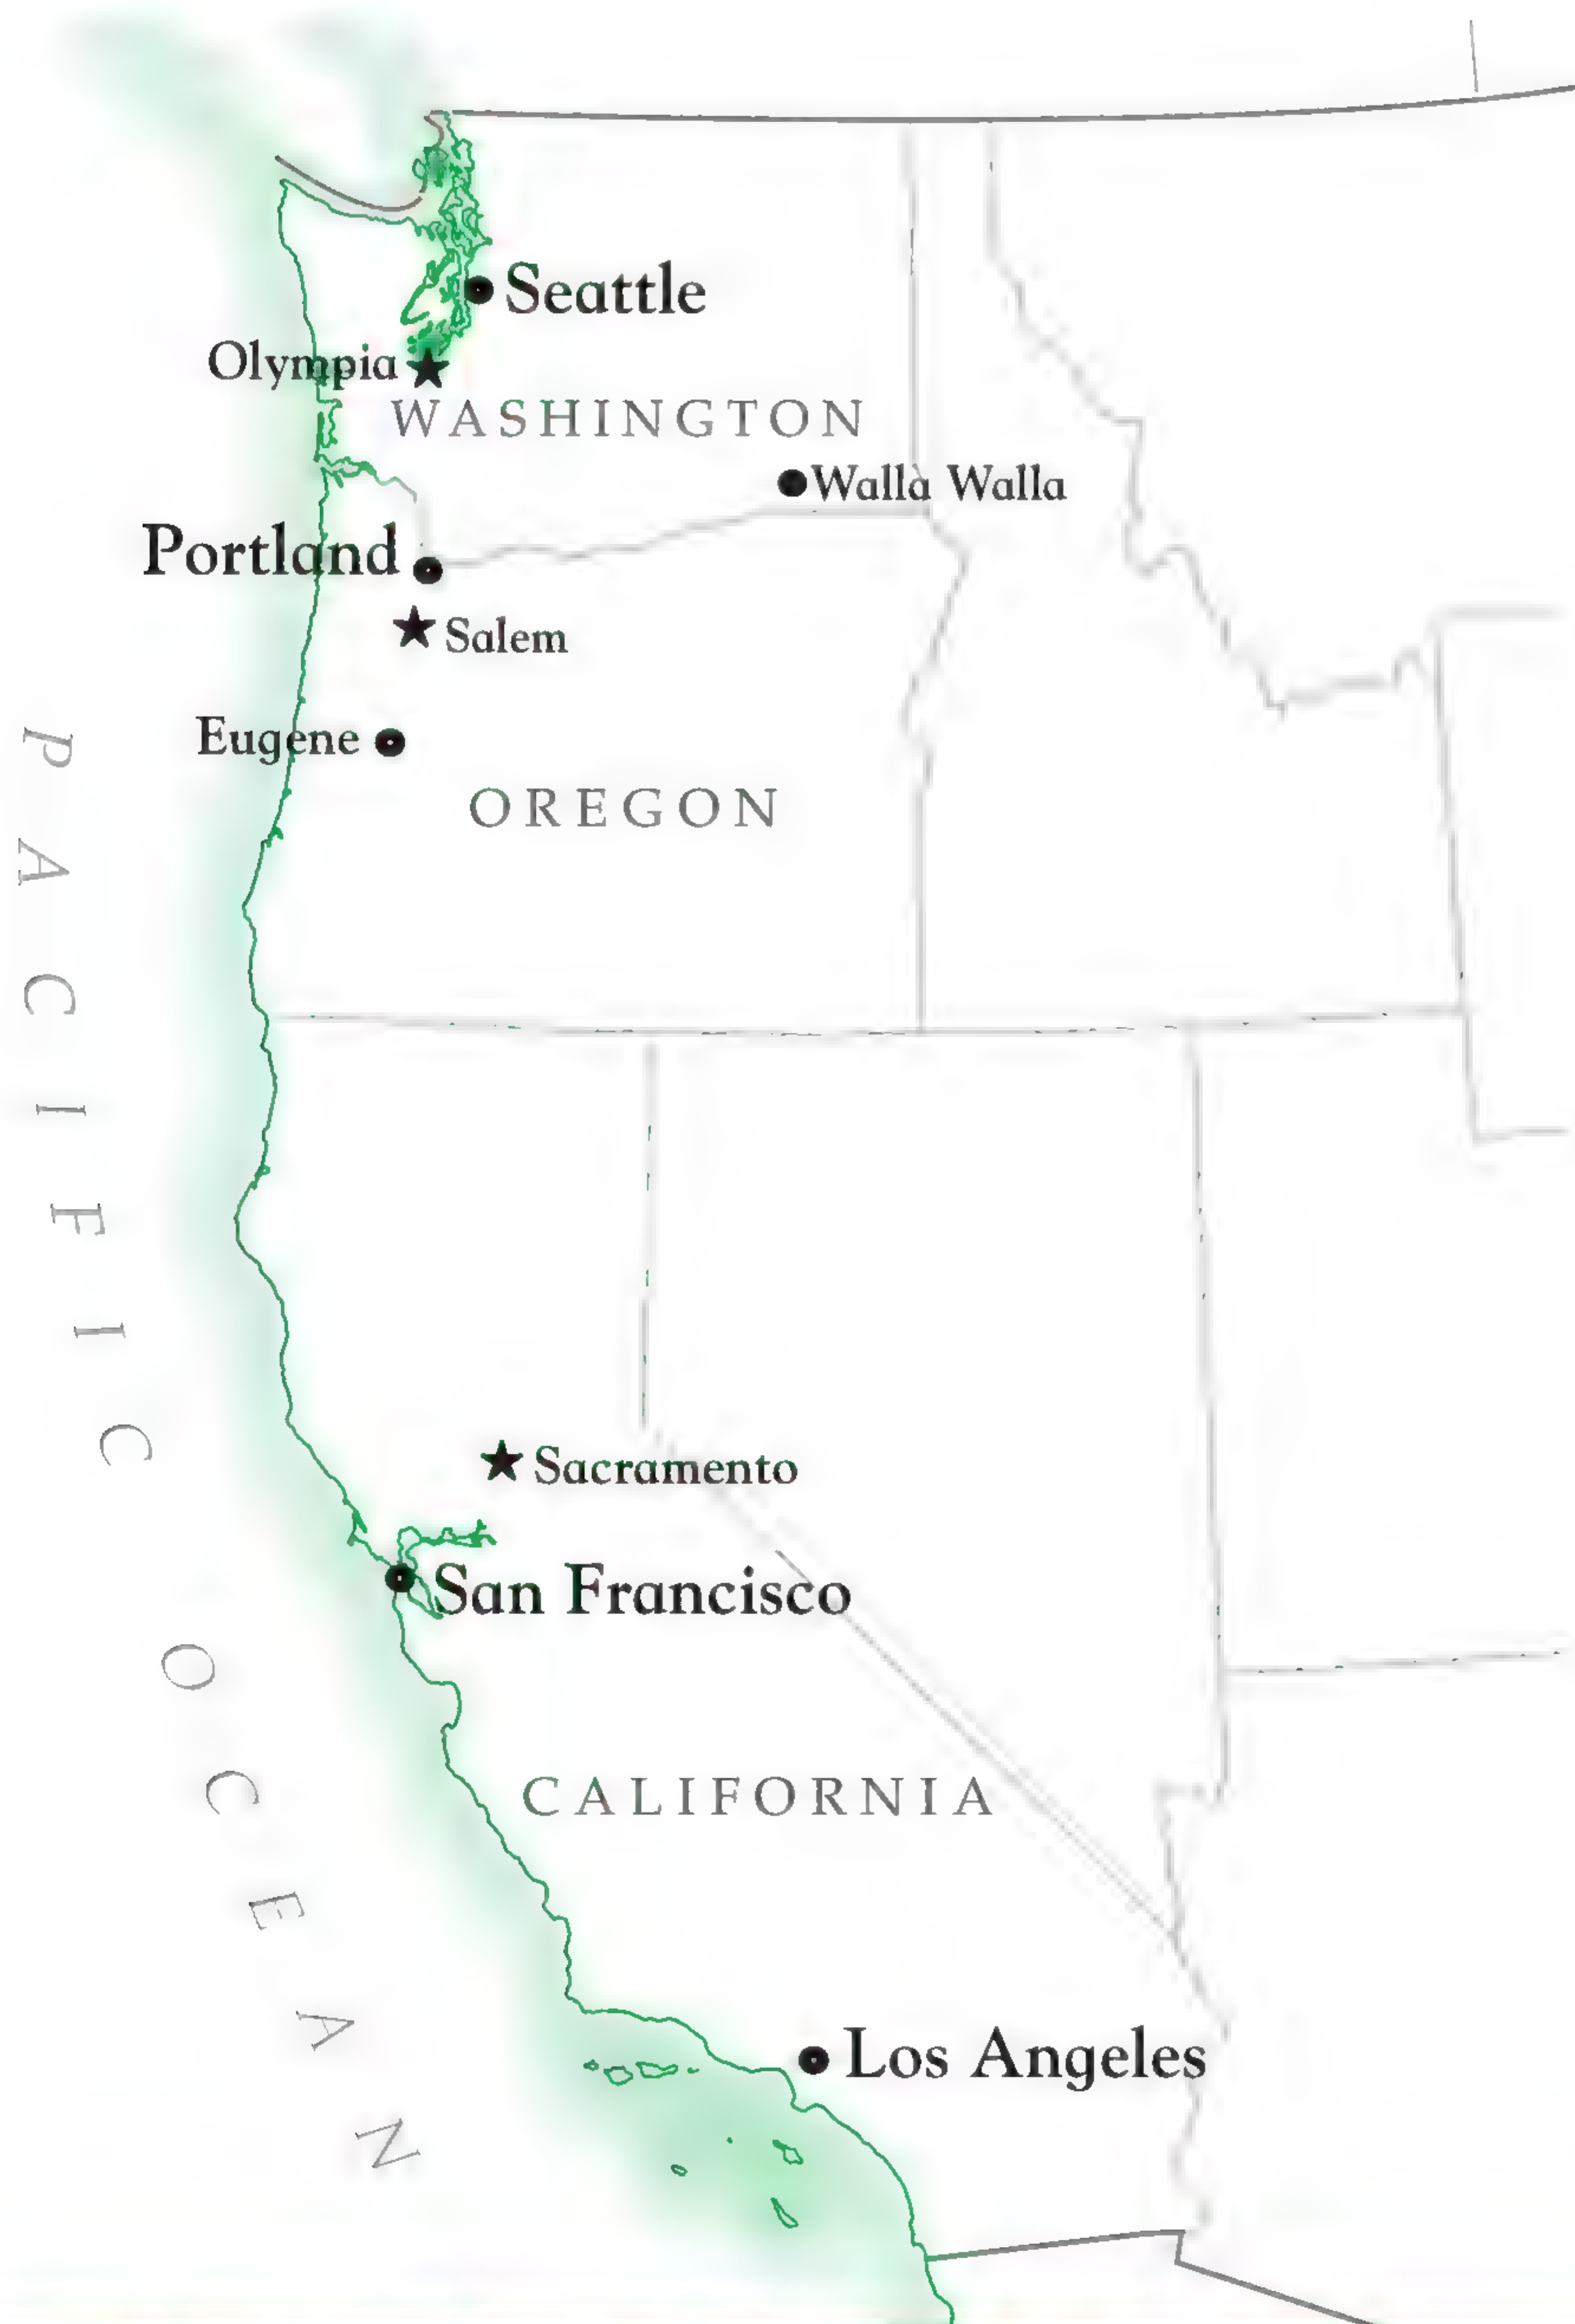 Seattle
Olympia
WASHINGTON
Walla Walla
Portland
Salem
Eugene
OREGON
PACIFIC OCEAN
Sacramento
San Francisco
CALIFORNIA
Los Angeles